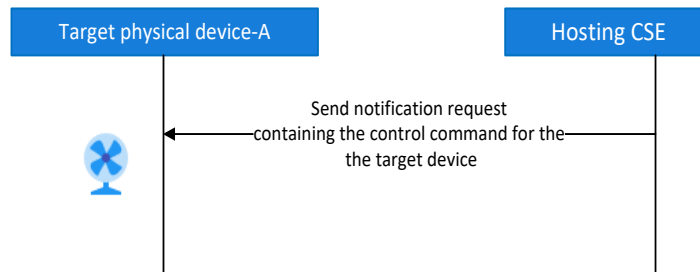 Target physical device-A
Hosting CSE
Send notification request
containing the control command for the
the target device